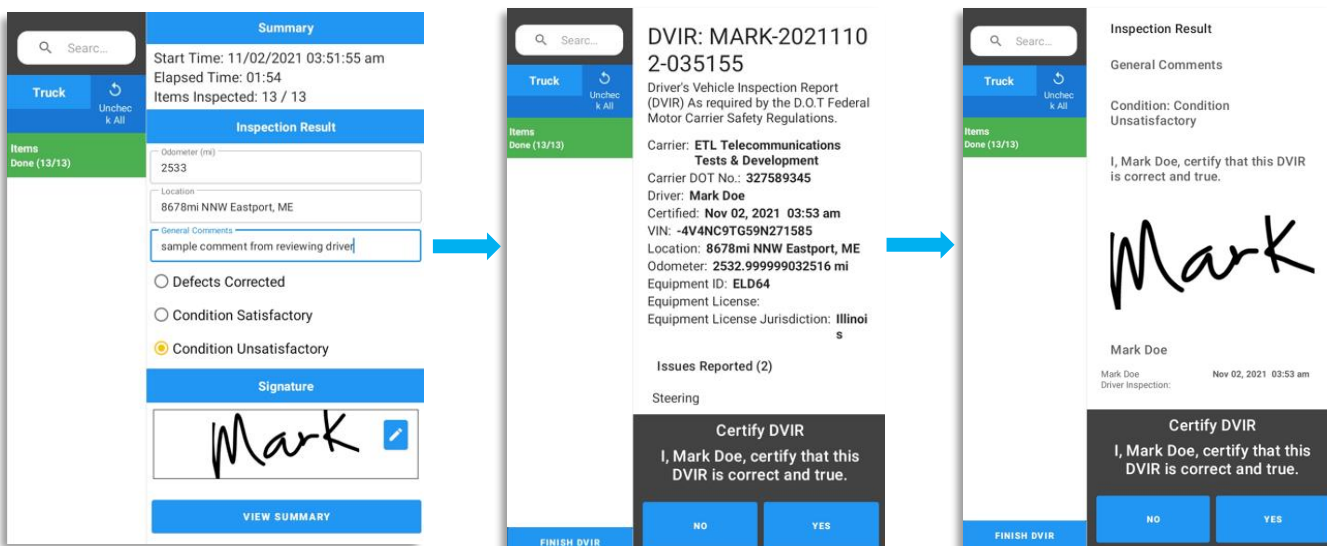 Searc...
Truck
Unchec
k All
Items
Done (13/13)
Summary
Start Time: 11/02/2021 03:51:55 am
Elapsed Time: 01:54
Items Inspected: 13 / 13
Inspection Result
Odometer (mi)
2533
Location
8678mi NNW Eastport, ME
General Comments
sample comment from reviewing driver
Defects Corrected
Condition Satisfactory
Condition Unsatisfactory
Signature
Mark
VIEW SUMMARY
Searc...
Truck
Unchec
k All
Items
Done (13/13)
FINISH DVIR
DVIR: MARK-2021110
2-035155
Driver's Vehicle Inspection Report
(DVIR) As required by the D.O.T Federal
Motor Carrier Safety Regulations.
Carrier: ETL Telecommunications
Tests & Development
Carrier DOT No.: 327589345
Driver: Mark Doe
Certified: Nov 02, 2021 03:53 am
VIN: -4V4NC9TG59N271585
Location: 8678mi NNW Eastport, ME
Odometer: 2532.999999032516 mi
Equipment ID: ELD64
Equipment License:
Equipment License Jurisdiction: Illinoi
s
Issues Reported (2)
Steering
Certify DVIR
I, Mark Doe, certify that this
DVIR is correct and true.
NO YES
Searc...
Truck
Unchec
k All
Items
Done (13/13)
FINISH DVIR
Inspection Result
General Comments
Condition: Condition
Unsatisfactory
I, Mark Doe, certify that this DVIR
is correct and true.
Mark
Mark Doe
Mark Doe Nov 02, 2021 03:53 am
Driver Inspection:
Certify DVIR
I, Mark Doe, certify that this
DVIR is correct and true.
NO YES